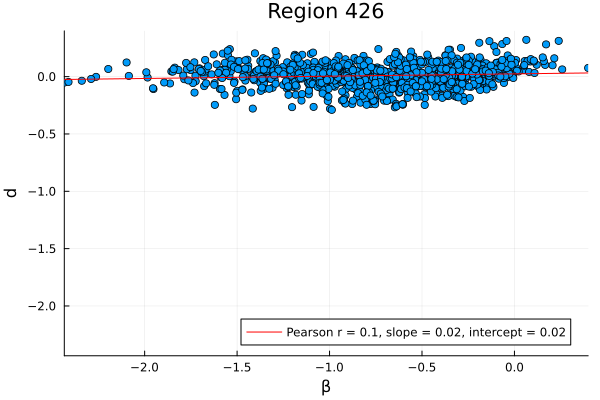 Region 426
0.0
−0.5
−1.0
−1.5
−2.0
d
Pearson r = 0.1, slope = 0.02, intercept = 0.02
−2.0 −1.5 −1.0 −0.5 0.0
β